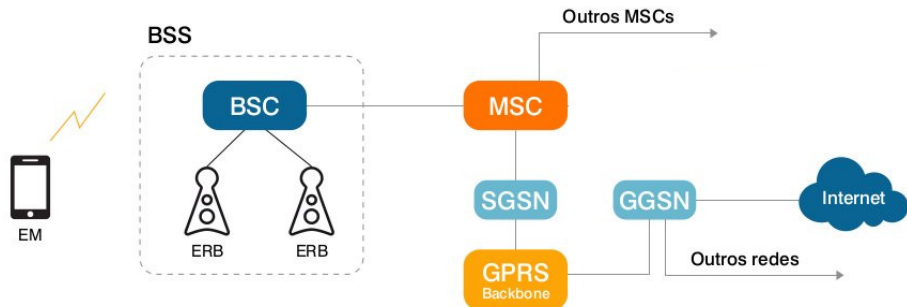 Outros MSCs
BSS
BSC
MSC
EM
ERB
ERB
SGSN
GGSN
Internet
GPRS
Backbone
Outros redes